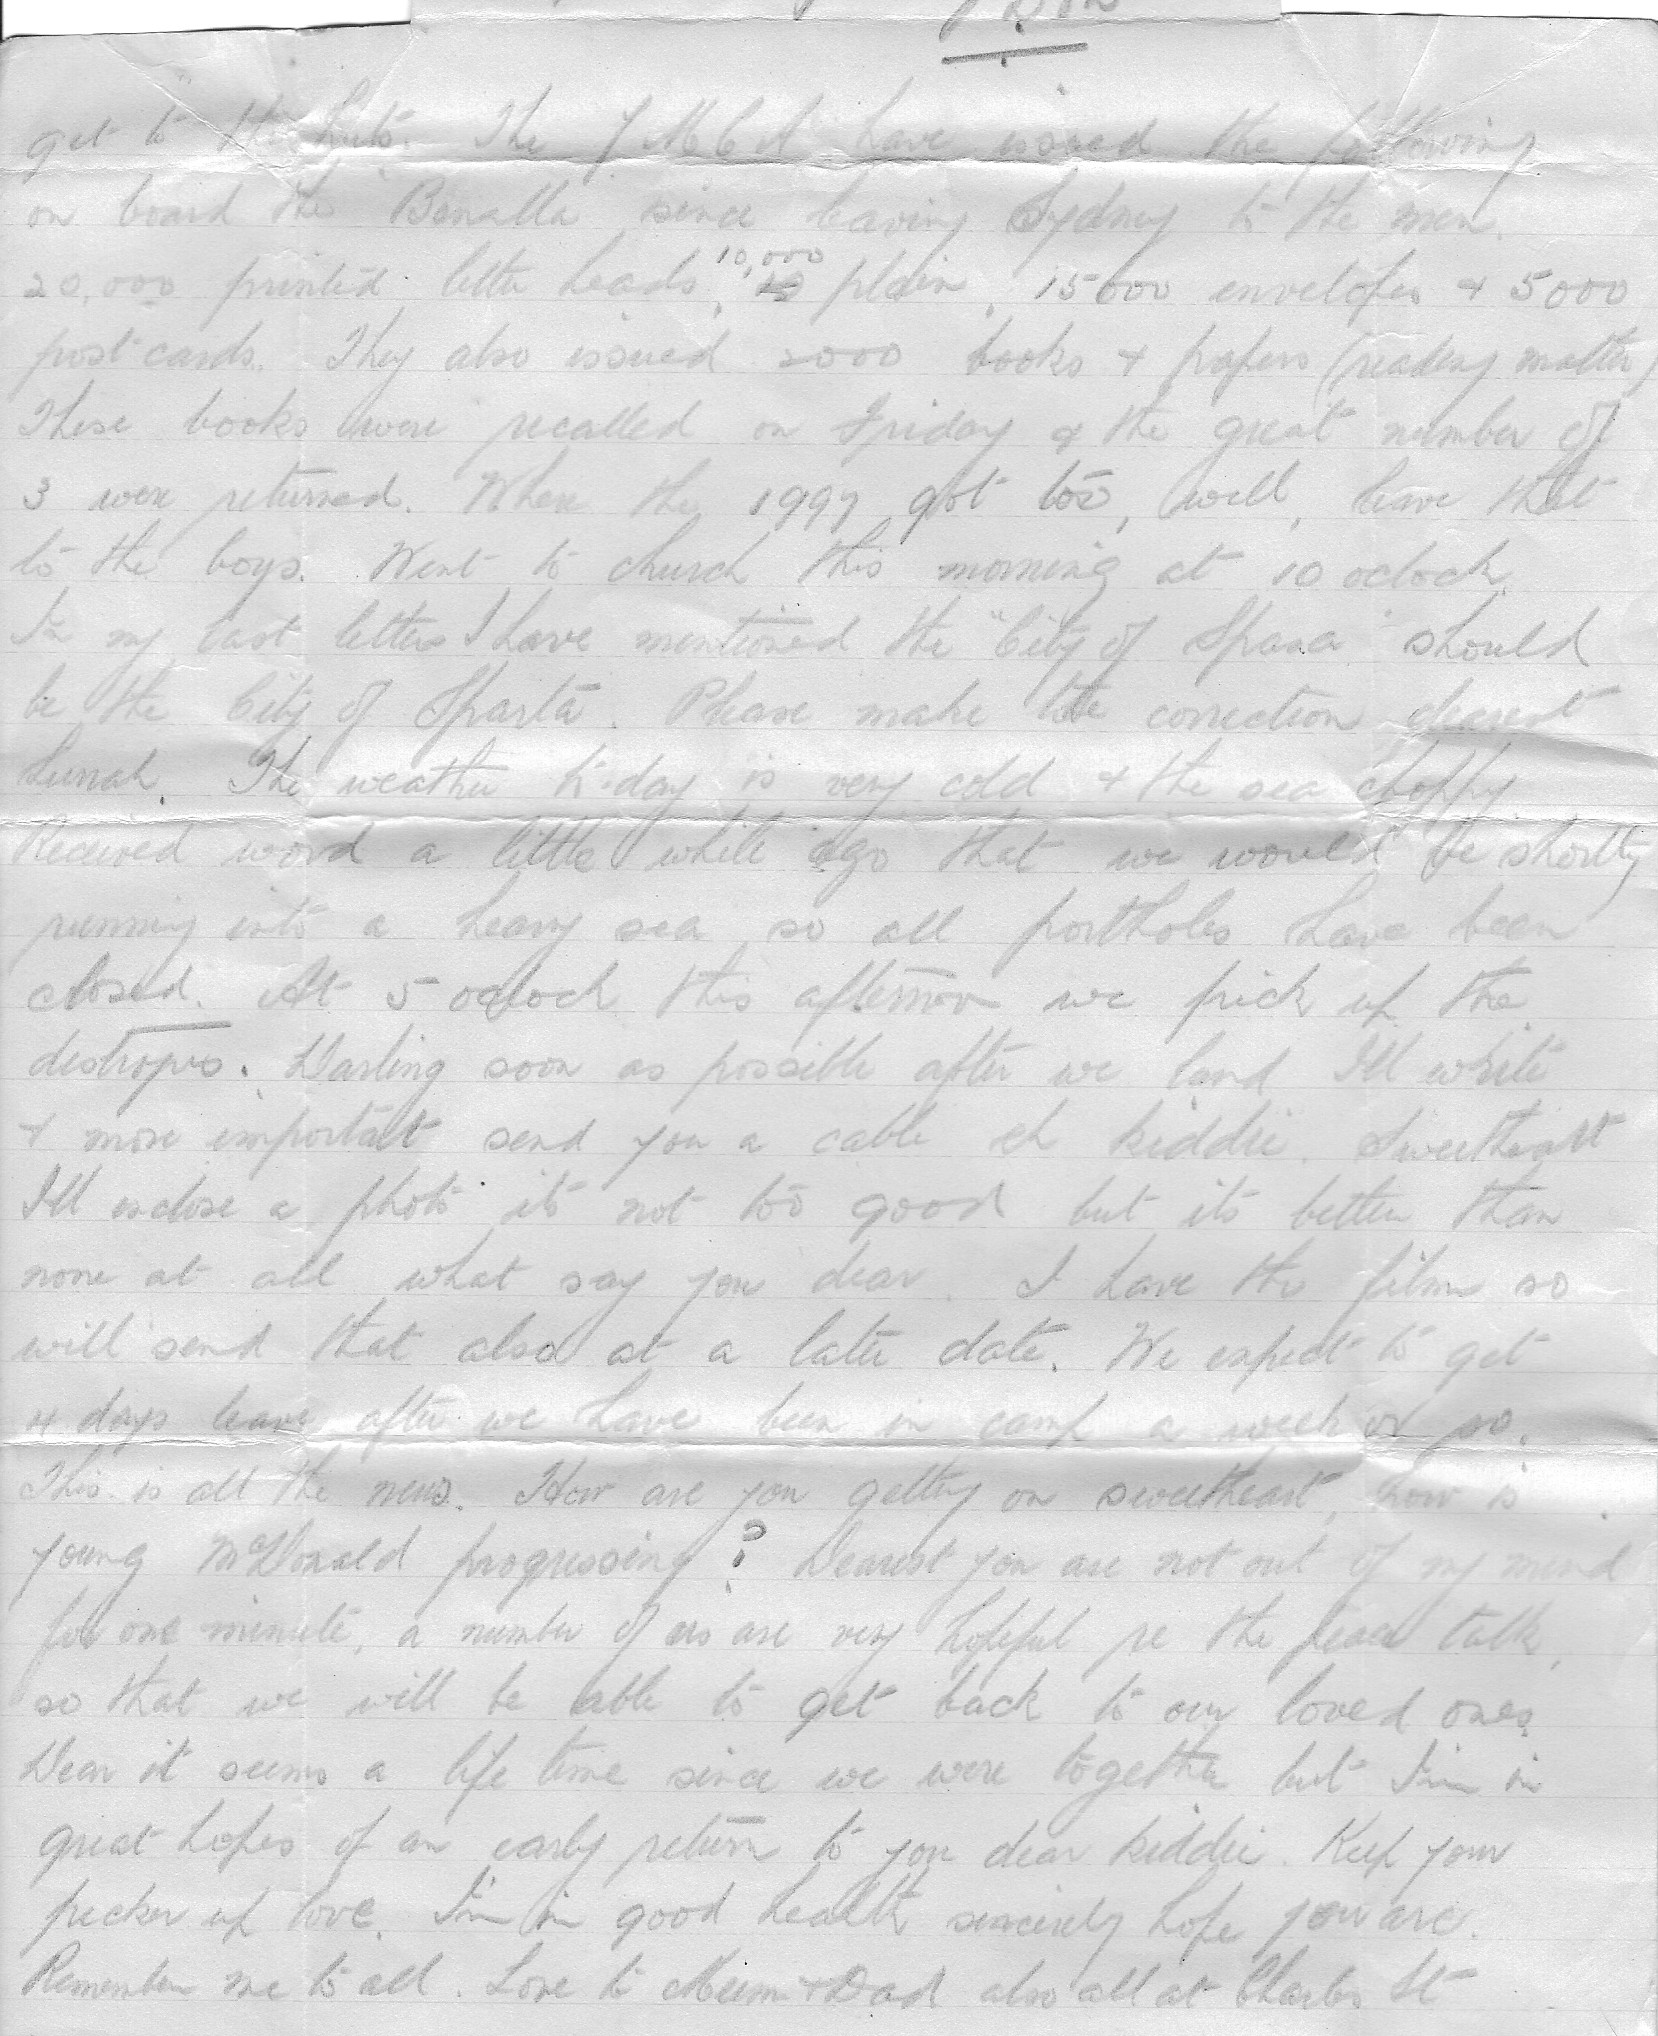 get to the huts. The Y M C A have issued the following
on board the Benalla since leaving Sydney to the men.
20,000 printed letter heads, 10,000 plain, 15000 envelopes & 5000
post cards. They also issued 2000 books & papers (reading matter)
These books were recalled on Friday & the great number of
3 were returned. Where the 1997 got too, well, leave that
to the boys. Went to church this morning at 10 oclock.
In my last letter I have mentioned the "City of Spara" should
be the City of Sparta. Please make the correction dearest
The weather to-day is very cold & the sea choppy
Received word a little while ago that we would be shortly
running into a heavy sea so all portholes have been
closed. At 5 oclock this afternoon we pick up the
destroyers. Darling soon as possible after we land I'll write
& more important send you a cable eh kiddie. Sweetheart
I'll enclose a photo its not too good but its better than
none at all what say you dear. I have the film so
will send that also at a later date. We expect to get
4 days leave after we have been in camp a week or so.
This is all the news. How are you getting on sweetheart, how is
young McDonald progressing? Dearest you are not out of my mind
for one minute, a number of us are very hopeful re the peace talk,
so that we will be able to get back to our loved ones.
Dear it seems a life time since we were together but I'm in
great hopes of an early return to you dear kiddie. Keep your
pecker up love. I'm in good health sincerely hope you are.
Remember me to all. Love to Mum & Dad also all at Charles St